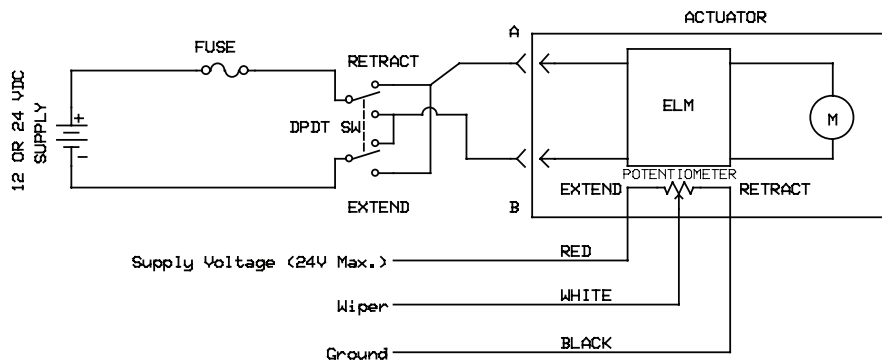 ACTUATOR
A
FUSE
RETRACT
12 OR 24 VDC
SUPPLY
+
−
DPDT SW
ELM
M
POTENTIOMETER
EXTEND
RETRACT
EXTEND
B
RED
Supply Voltage (24V Max.)
WHITE
Wiper
BLACK
Ground